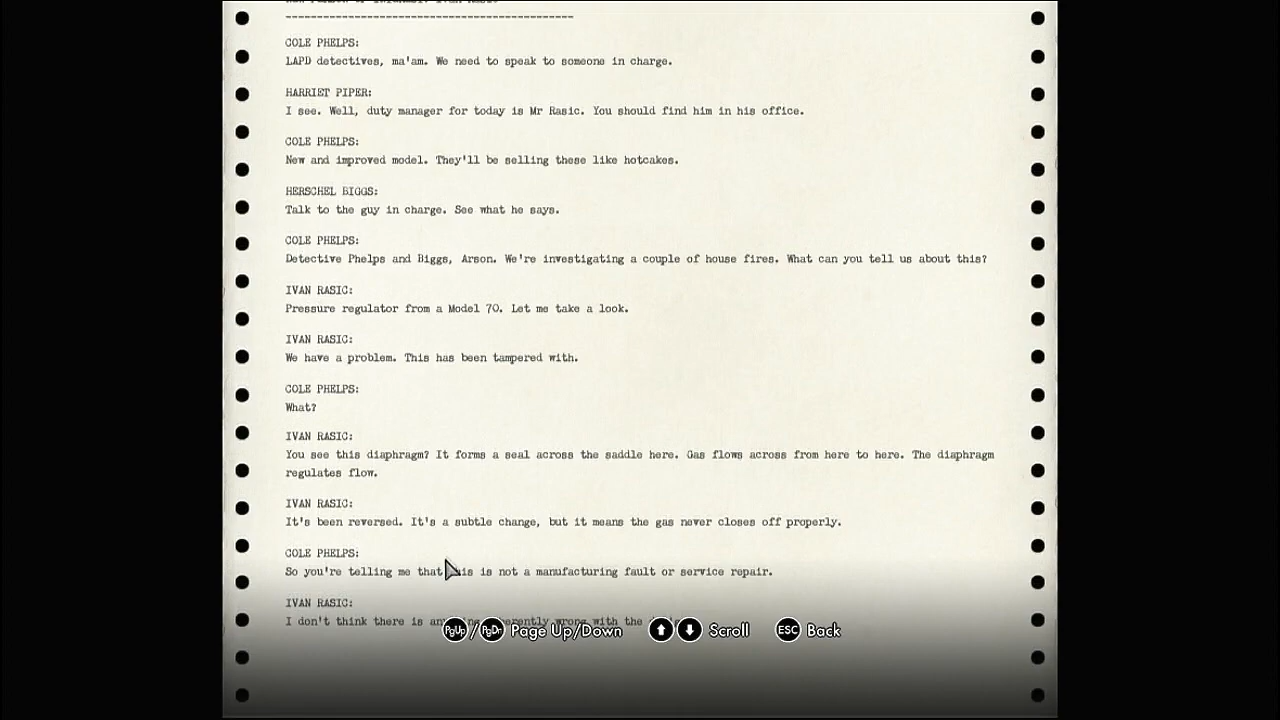 COLE PHELPS:
LAPD detectives, ma'am. We need to speak to someone in charge.
HARRIET PIPER:
I see. Well, duty manager for today is Mr Rasic. You should find him in his office.
COLE PHELPS:
New and improved model. They'll be selling these like hotcakes.
HERSCHEL BIGGS:
Talk to the guy in charge. See what he says.
COLE PHELPS:
Detective Phelps and Biggs, Arson. We're investigating a couple of house fires. What can you tell us about this?
IVAN RASIC:
Pressure regulator from a Model 70. Let me take a look.
IVAN RASIC:
We have a problem. This has been tampered with.
COLE PHELPS:
What?
IVAN RASIC:
You see this diaphragm? It forms a seal across the saddle here. Gas flows across from here to here. The diaphragm
regulates flow.
IVAN RASIC:
It's been reversed. It's a subtle change, but it means the gas never closes off properly.
COLE PHELPS:
So you're telling me that this is not a manufacturing fault or service repair.
IVAN RASIC:
I don't think there is wrong with the
PgUp / PgDn Page Up/Down Scroll ESC Back